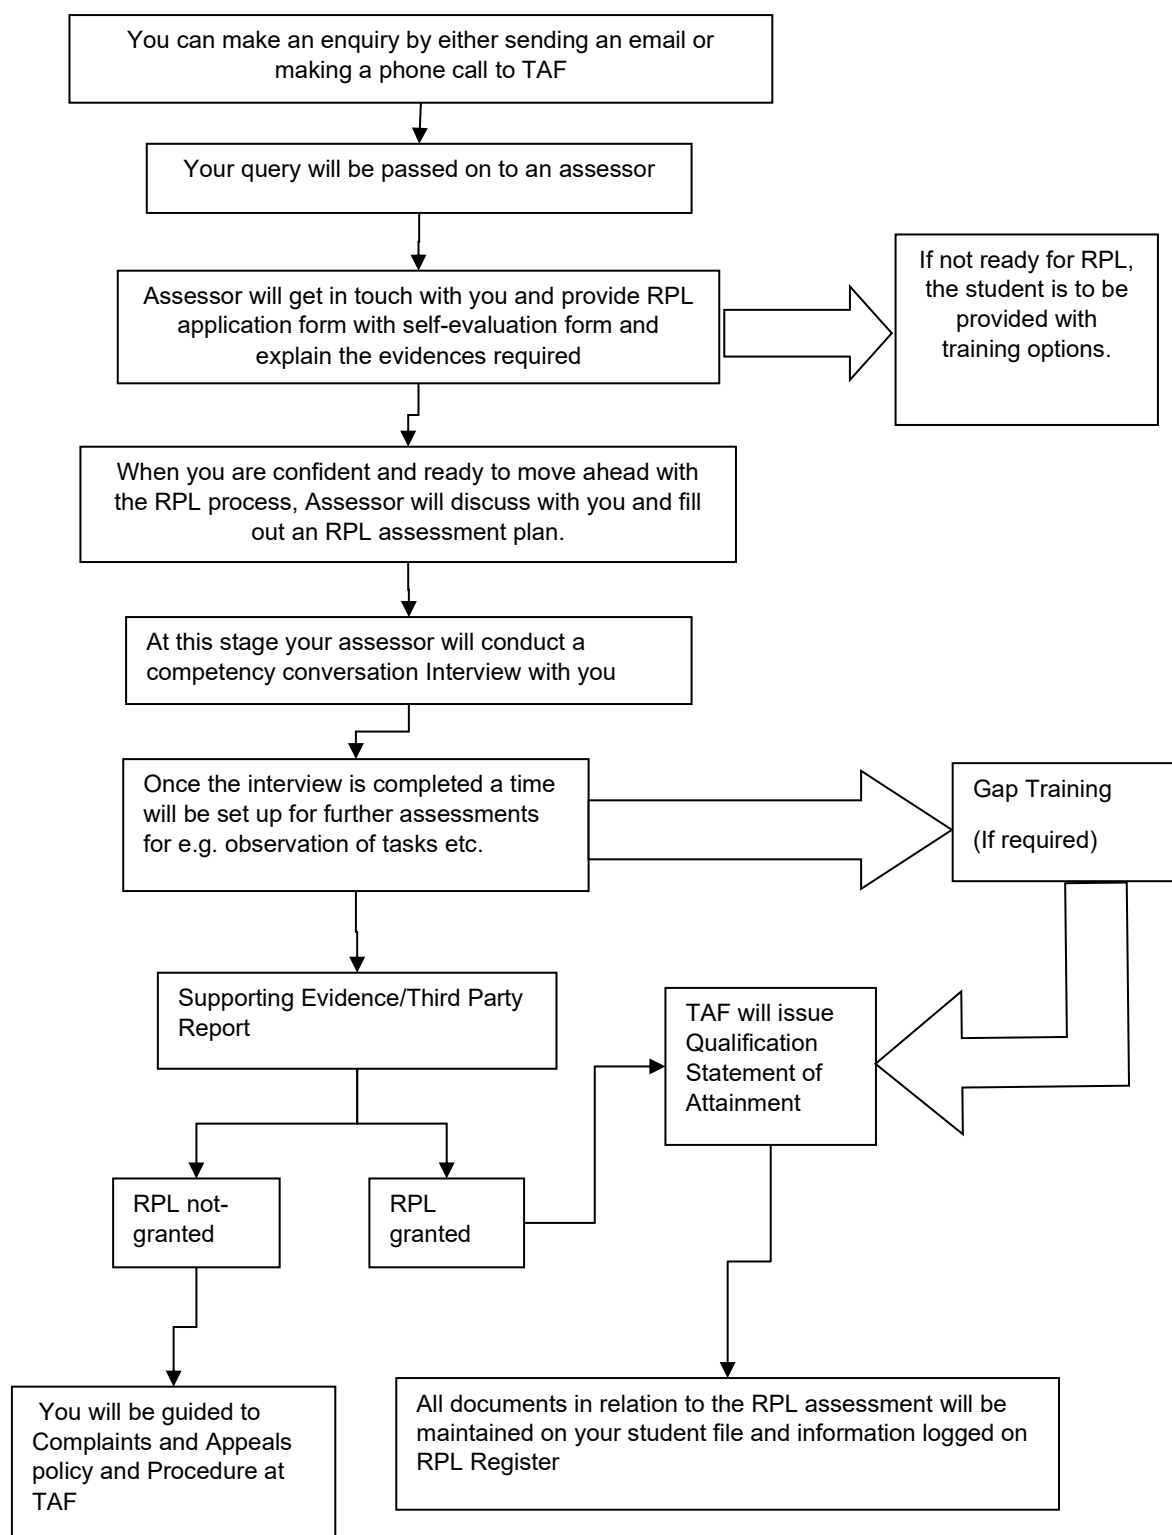 You can make an enquiry by either sending an email or
making a phone call to TAF
Your query will be passed on to an assessor
Assessor will get in touch with you and provide RPL
application form with self-evaluation form and
explain the evidences required
If not ready for RPL,
the student is to be
provided with
training options.
When you are confident and ready to move ahead with
the RPL process, Assessor will discuss with you and fill
out an RPL assessment plan.
At this stage your assessor will conduct a
competency conversation Interview with you
Once the interview is completed a time
will be set up for further assessments
for e.g. observation of tasks etc.
Gap Training
(If required)
Supporting Evidence/Third Party
Report
TAF will issue
Qualification
Statement of
Attainment
RPL not-
granted
RPL
granted
You will be guided to
Complaints and Appeals
policy and Procedure at
TAF
All documents in relation to the RPL assessment will be
maintained on your student file and information logged on
RPL Register